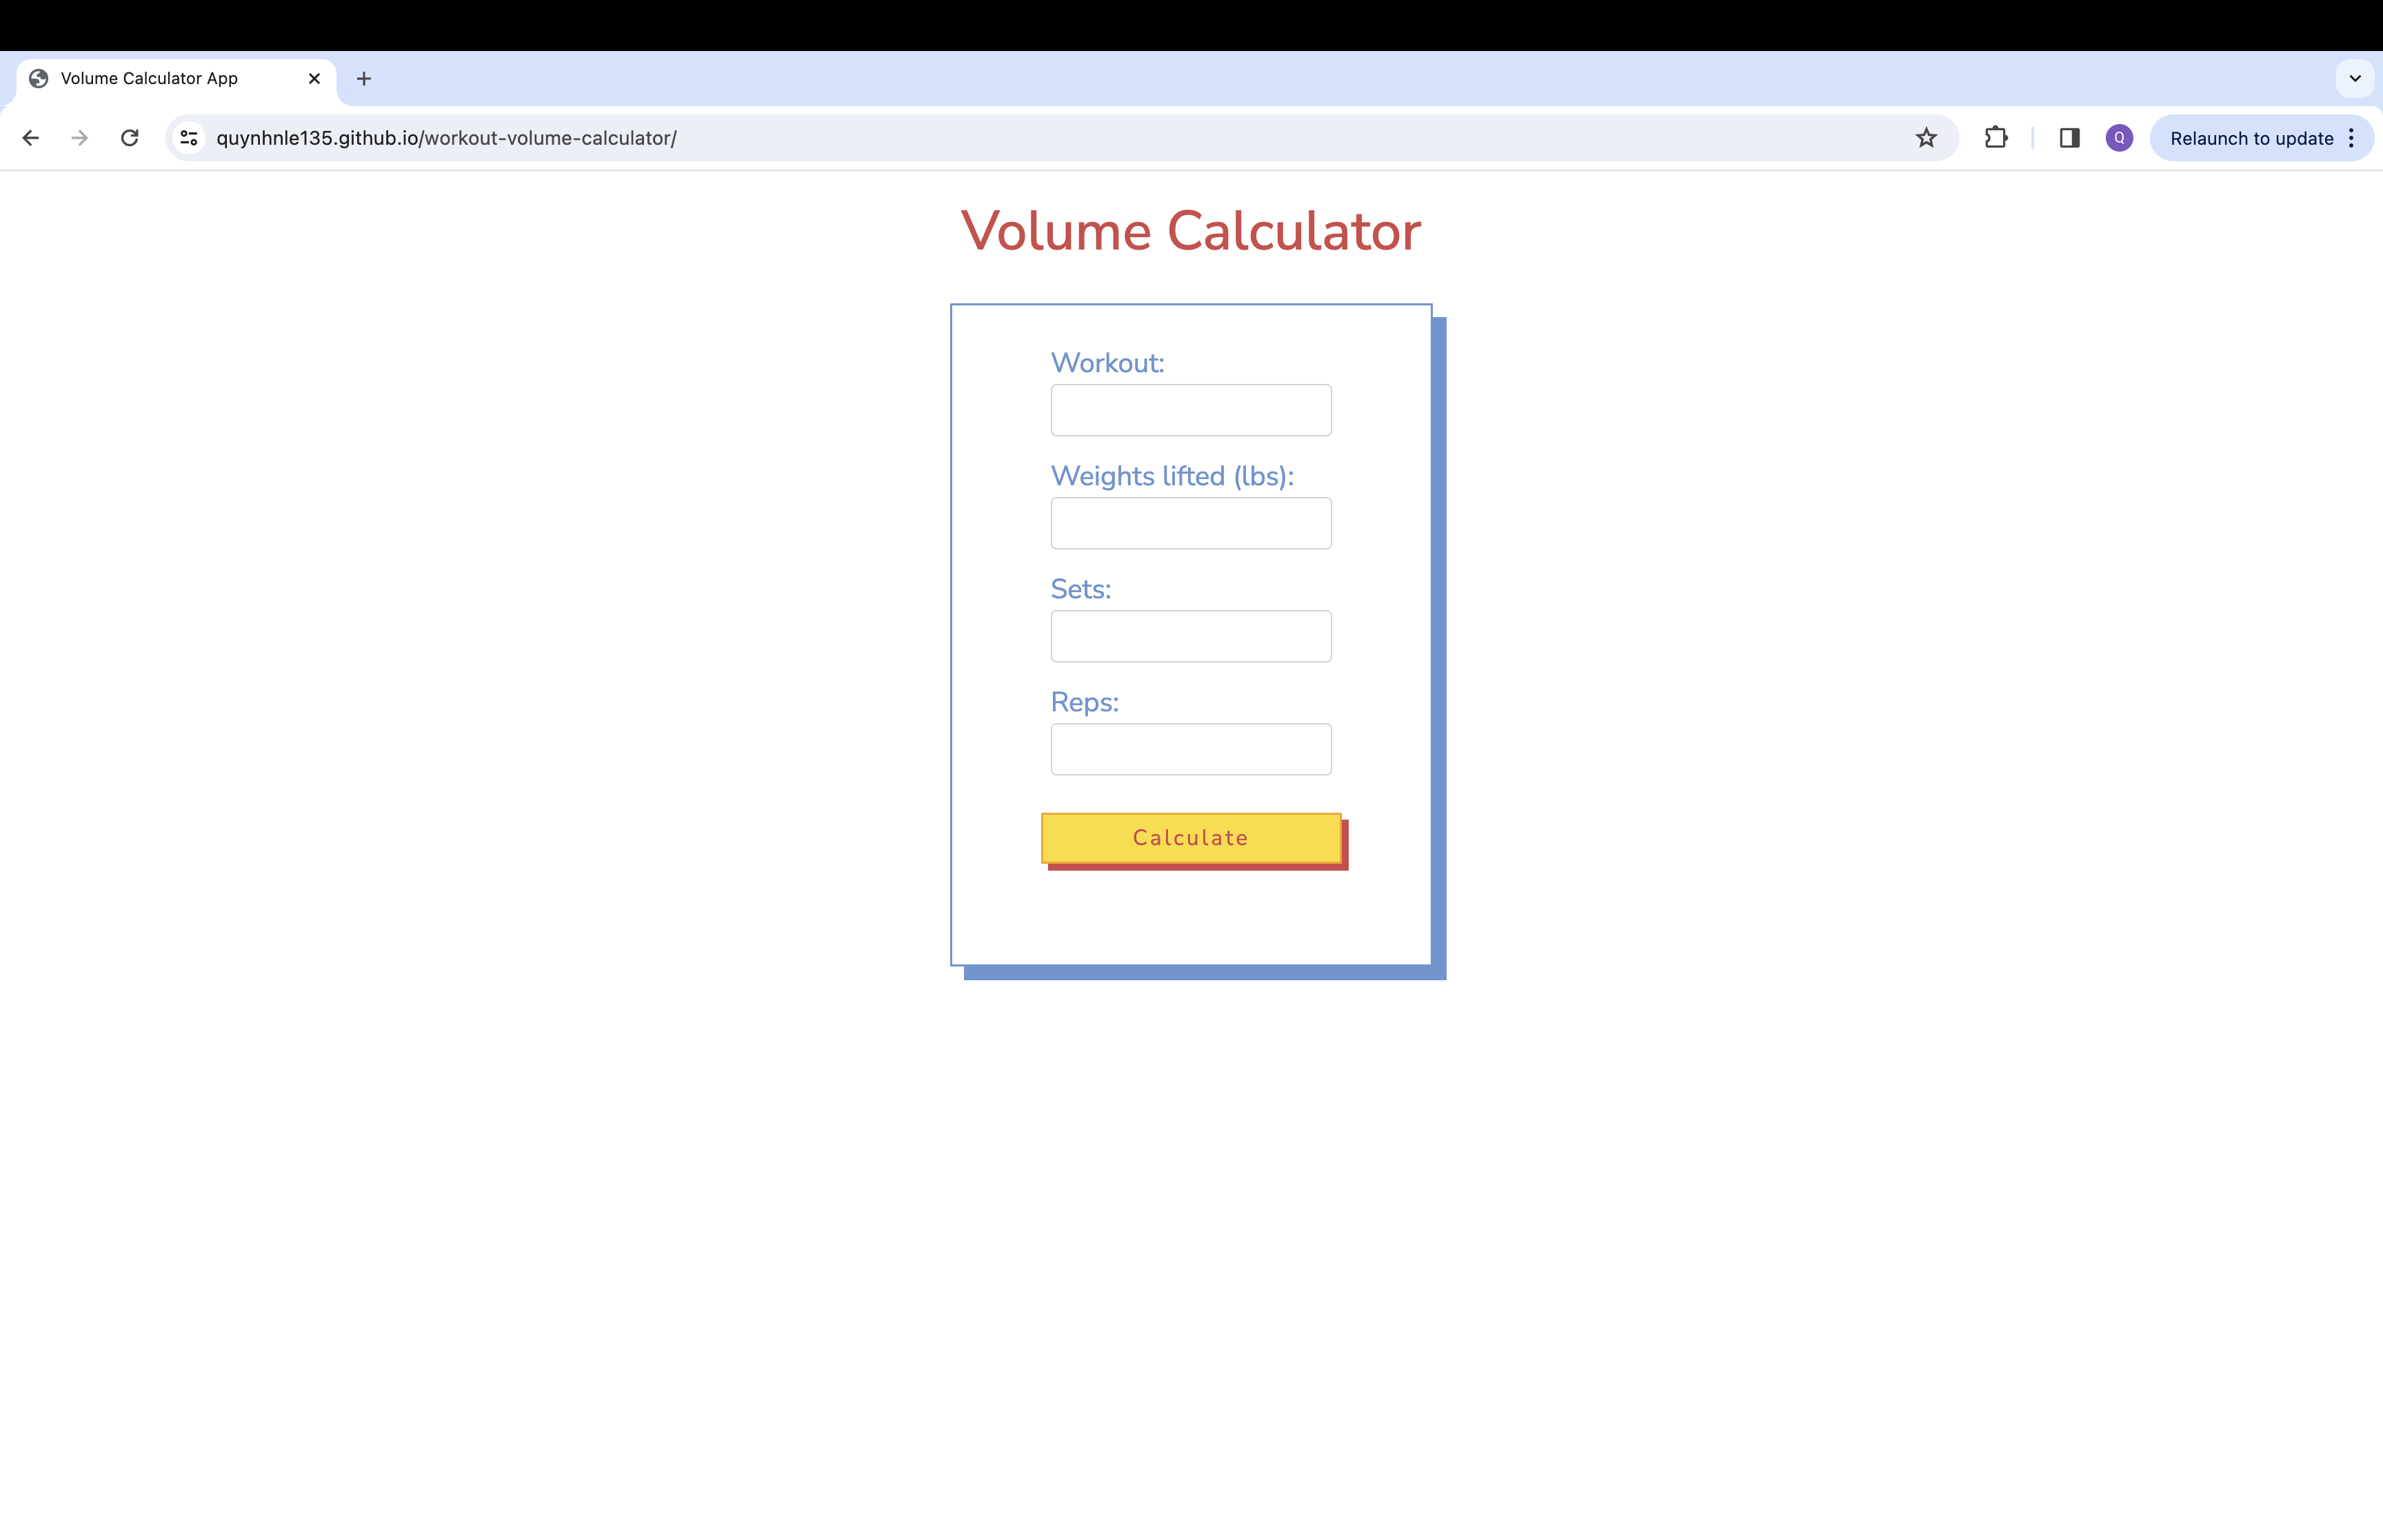 Volume Calculator App
quynhnle135.github.io/workout-volume-calculator/
Q
Relaunch to update
Volume Calculator
Workout:
Weights lifted (lbs):
Sets:
Reps:
Calculate